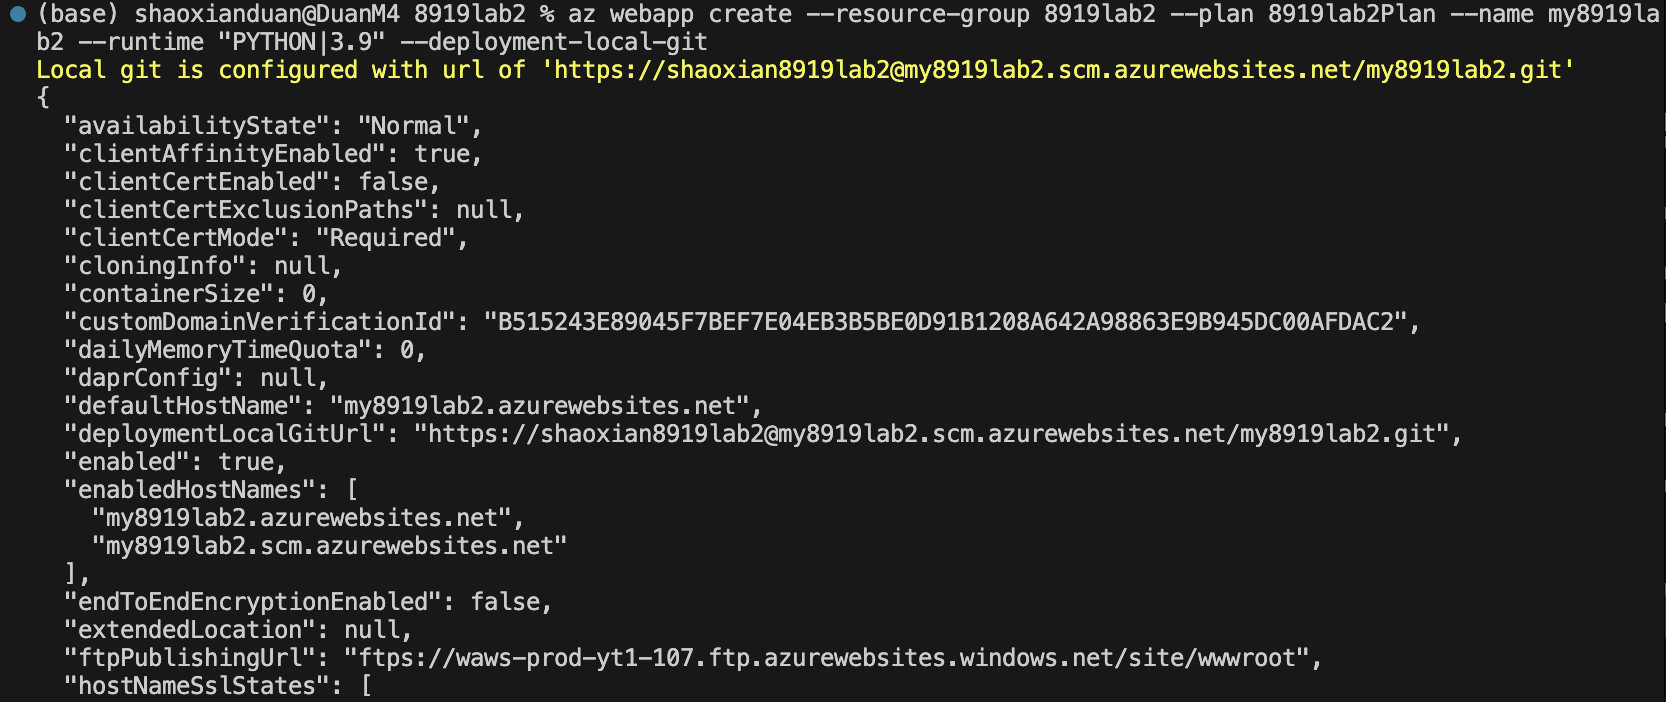 (base) shaoxianduan@DuanM4 8919lab2 % az webapp create --resource-group 8919lab2 --plan 8919lab2Plan --name my8919la
b2 --runtime "PYTHON|3.9" --deployment-local-git
Local git is configured with url of 'https://shaoxian8919lab2@my8919lab2.scm.azurewebsites.net/my8919lab2.git'
{
  "availabilityState": "Normal",
  "clientAffinityEnabled": true,
  "clientCertEnabled": false,
  "clientCertExclusionPaths": null,
  "clientCertMode": "Required",
  "cloningInfo": null,
  "containerSize": 0,
  "customDomainVerificationId": "B515243E89045F7BEF7E04EB3B5BE0D91B1208A642A98863E9B945DC00AFDAC2",
  "dailyMemoryTimeQuota": 0,
  "daprConfig": null,
  "defaultHostName": "my8919lab2.azurewebsites.net",
  "deploymentLocalGitUrl": "https://shaoxian8919lab2@my8919lab2.scm.azurewebsites.net/my8919lab2.git",
  "enabled": true,
  "enabledHostNames": [
    "my8919lab2.azurewebsites.net",
    "my8919lab2.scm.azurewebsites.net"
  ],
  "endToEndEncryptionEnabled": false,
  "extendedLocation": null,
  "ftpPublishingUrl": "ftps://waws-prod-yt1-107.ftp.azurewebsites.windows.net/site/wwwroot",
  "hostNameSslStates": [